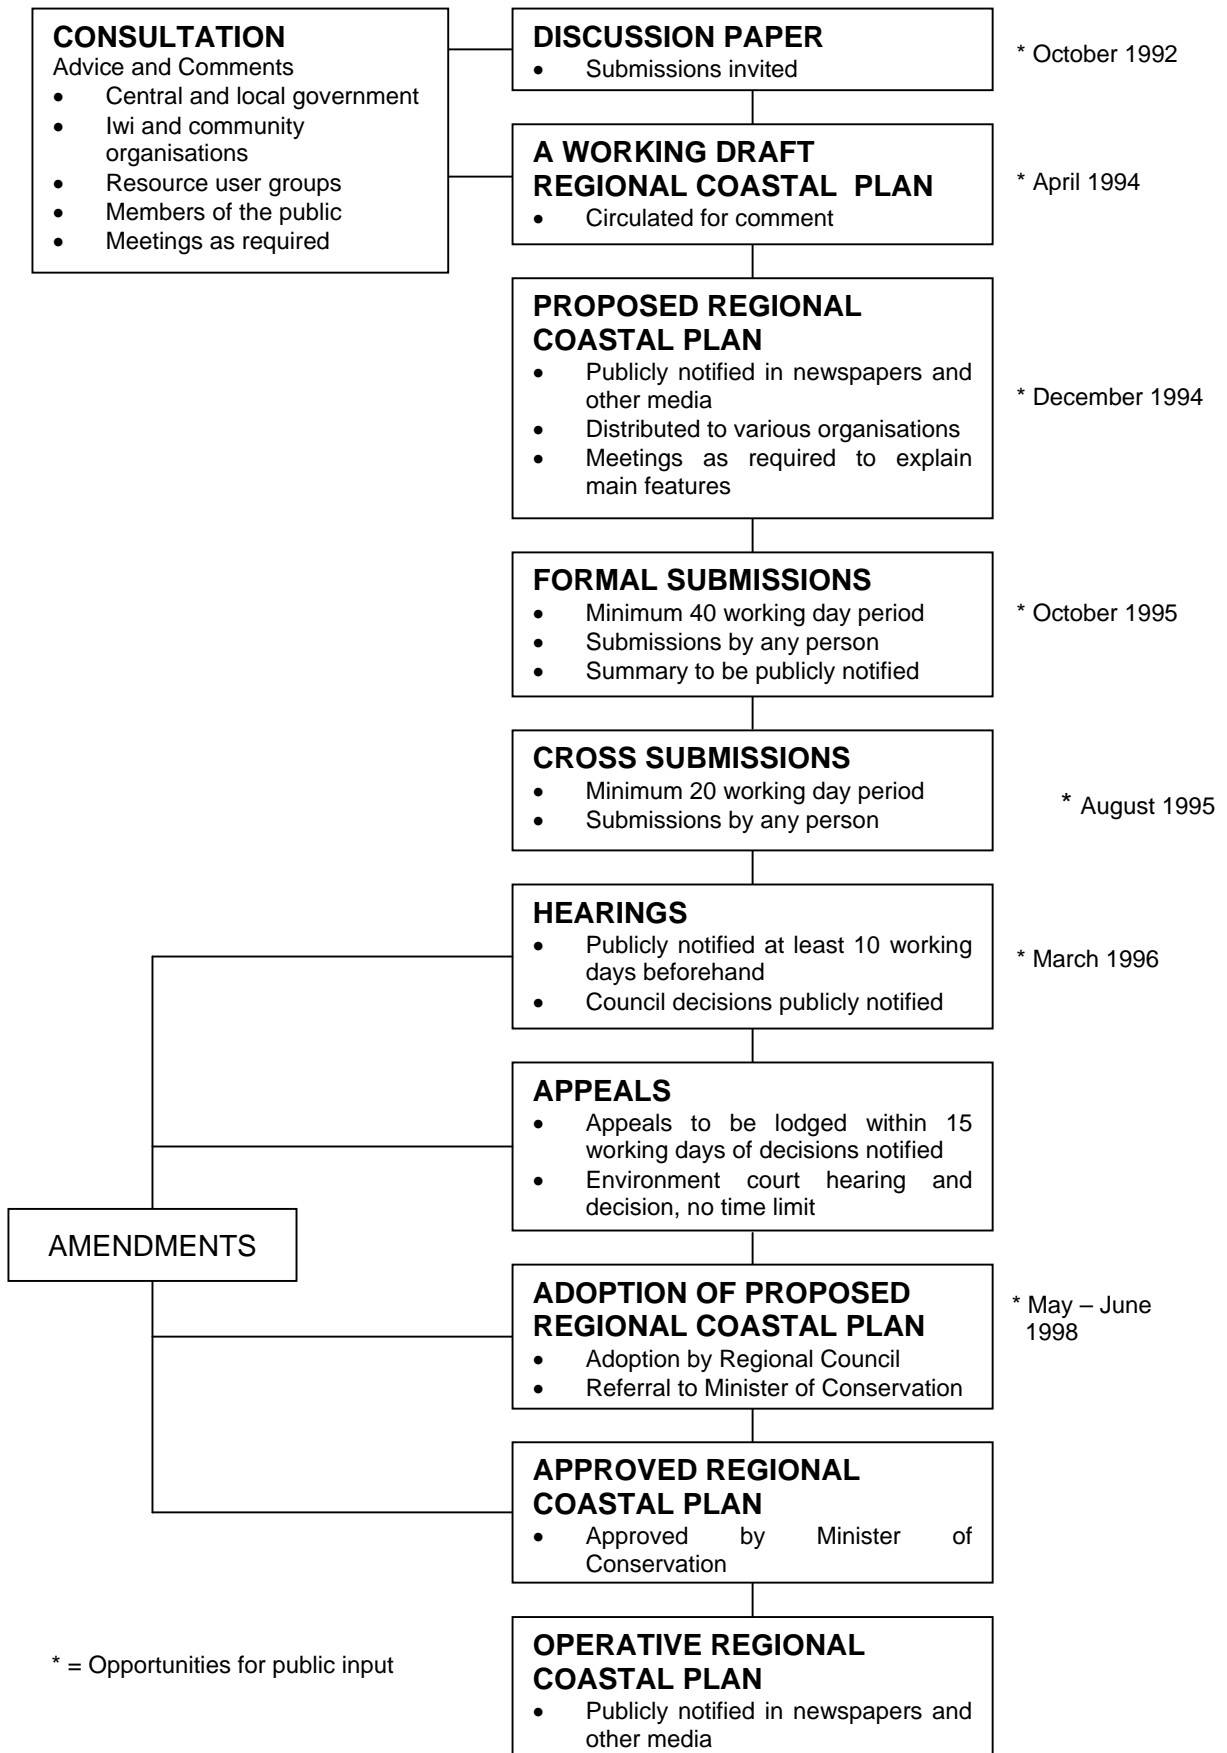 CONSULTATION
Advice and Comments
• Central and local government
• Iwi and community
organisations
• Resource user groups
• Members of the public
• Meetings as required
DISCUSSION PAPER
• Submissions invited
* October 1992
A WORKING DRAFT
REGIONAL COASTAL PLAN
• Circulated for comment
* April 1994
PROPOSED REGIONAL
COASTAL PLAN
• Publicly notified in newspapers and
other media
• Distributed to various organisations
• Meetings as required to explain
main features
* December 1994
FORMAL SUBMISSIONS
• Minimum 40 working day period
• Submissions by any person
• Summary to be publicly notified
* October 1995
CROSS SUBMISSIONS
• Minimum 20 working day period
• Submissions by any person
* August 1995
HEARINGS
• Publicly notified at least 10 working
days beforehand
• Council decisions publicly notified
* March 1996
APPEALS
• Appeals to be lodged within 15
working days of decisions notified
• Environment court hearing and
decision, no time limit
AMENDMENTS
ADOPTION OF PROPOSED
REGIONAL COASTAL PLAN
• Adoption by Regional Council
• Referral to Minister of Conservation
* May – June
1998
APPROVED REGIONAL
COASTAL PLAN
• Approved by Minister of
Conservation
OPERATIVE REGIONAL
COASTAL PLAN
• Publicly notified in newspapers and
other media
* = Opportunities for public input